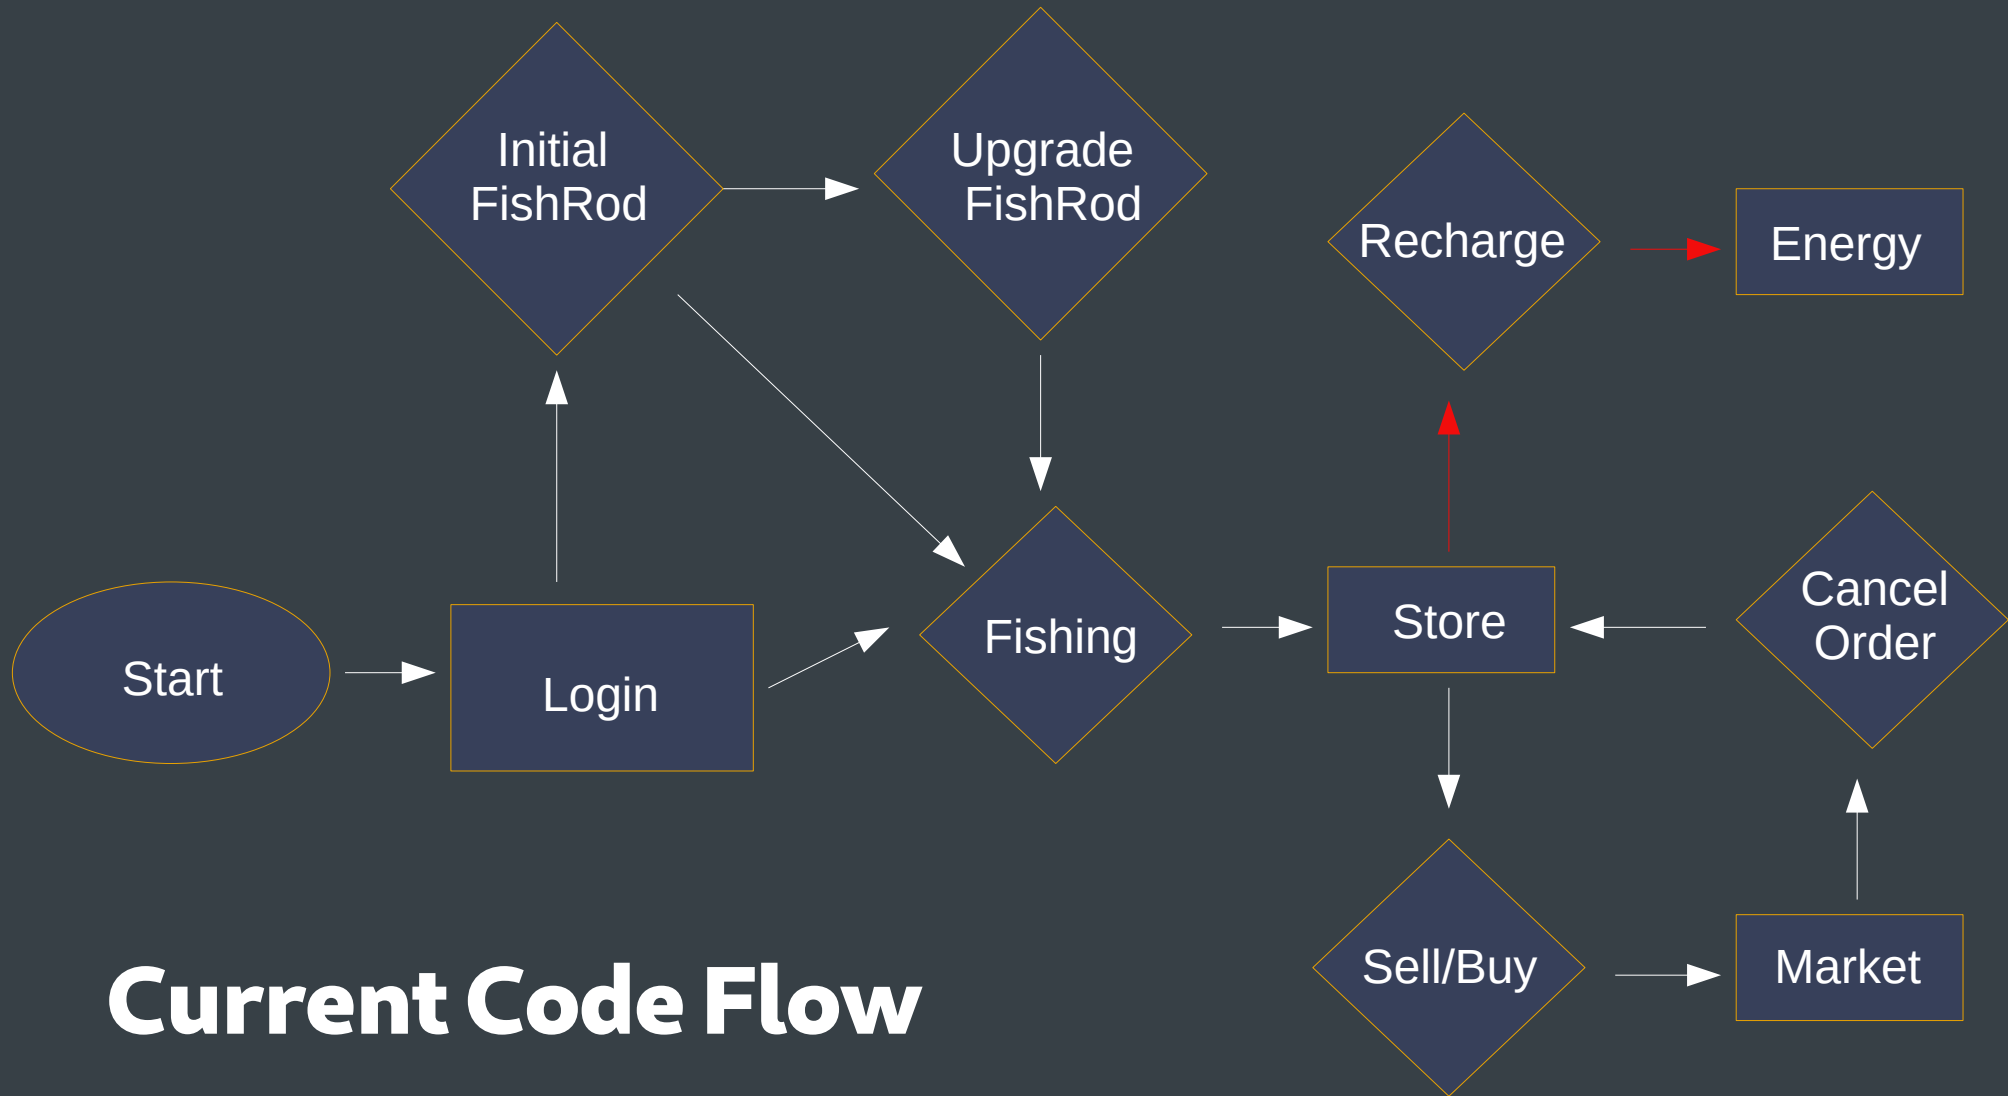 Initial
FishRod
Upgrade
FishRod
Recharge
Energy
Start
Login
Fishing
Store
Cancel
Order
Sell/Buy
Market
Current Code Flow